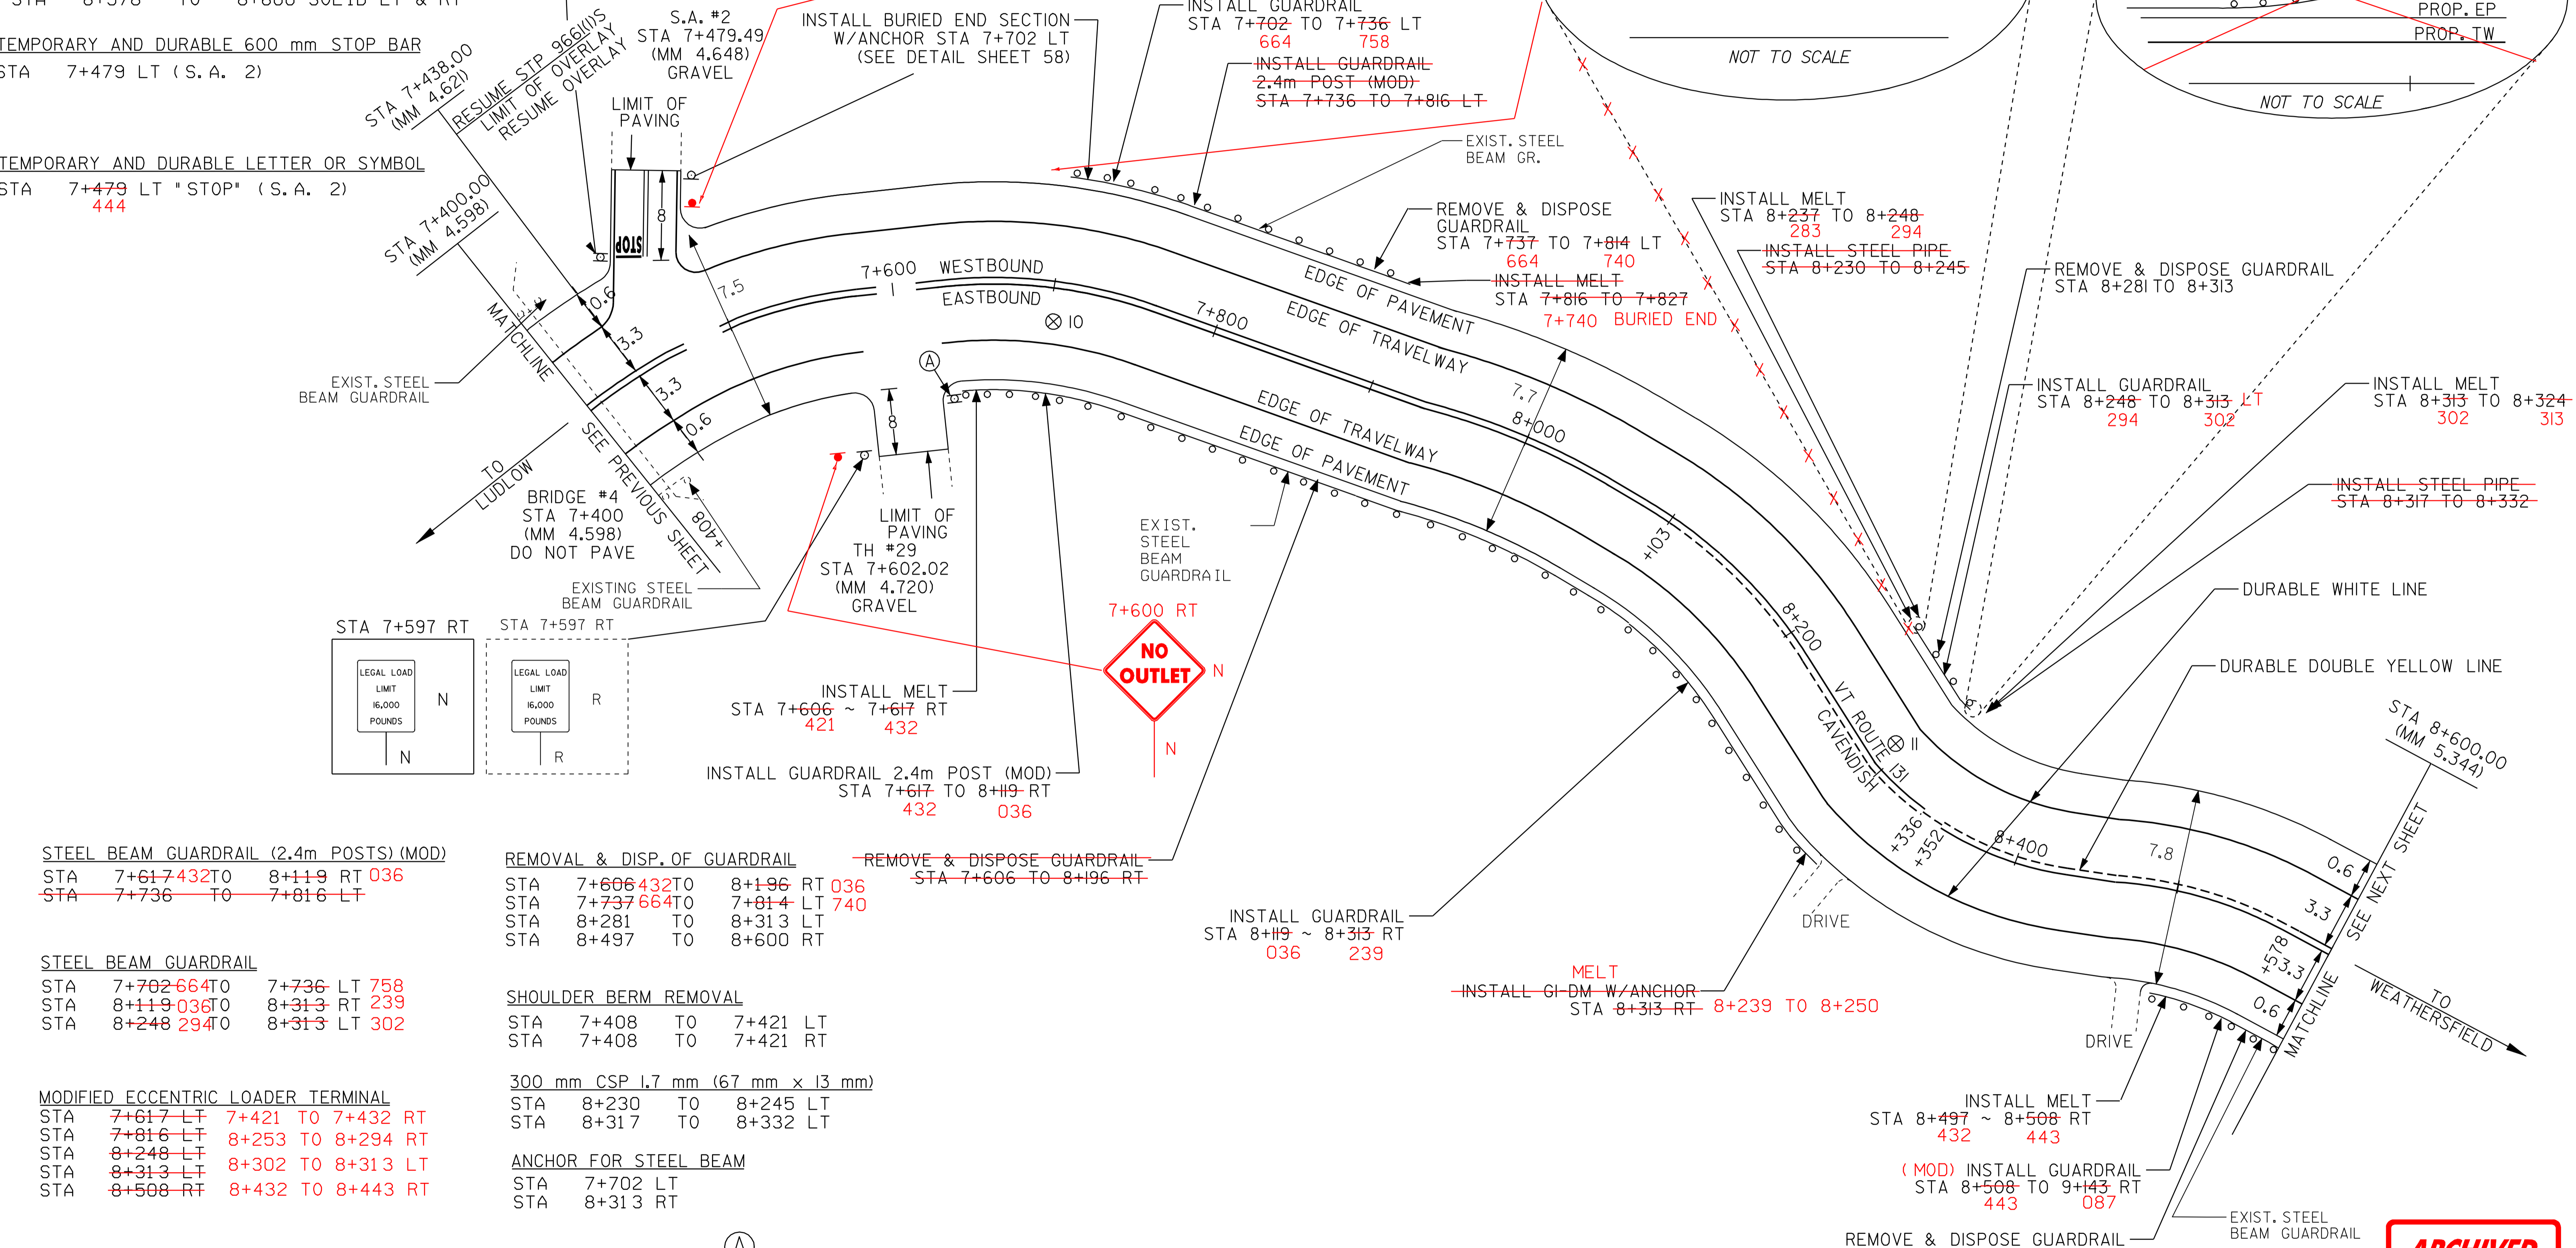 STA 8+578 TO 8+600 SOLID LT & RT
TEMPORARY AND DURABLE 600 mm STOP BAR
STA 7+479 LT (S.A. 2)
TEMPORARY AND DURABLE LETTER OR SYMBOL
STA 7+479 LT "STOP" (S.A. 2)
444
STA 7+438.00
(MM 4.621)
RESUME STP 966(1)S
LIMIT OF OVERLAY
RESUME OVERLAY
STA 7+400.00
(MM 4.598)
S.A. #2
STA 7+479.49
(MM 4.648)
GRAVEL
LIMIT OF
PAVING
INSTALL BURIED END SECTION
W/ANCHOR STA 7+702 LT
(SEE DETAIL SHEET 58)
INSTALL GUARDRAIL
STA 7+702 TO 7+736 LT
664 758
INSTALL GUARDRAIL
2.4m POST (MOD)
STA 7+736 TO 7+816 LT
EXIST. STEEL
BEAM GR.
REMOVE & DISPOSE
GUARDRAIL
STA 7+737 TO 7+814 LT
664 740
INSTALL MELT
STA 7+816 TO 7+827
7+740 BURIED END
NOT TO SCALE
PROP. EP
PROP. TW
NOT TO SCALE
INSTALL MELT
STA 8+237 TO 8+248
283 294
INSTALL STEEL PIPE
STA 8+230 TO 8+245
REMOVE & DISPOSE GUARDRAIL
STA 8+281 TO 8+313
INSTALL GUARDRAIL
STA 8+248 TO 8+313 LT
294 302
INSTALL MELT
STA 8+313 TO 8+324
302 313
INSTALL STEEL PIPE
STA 8+317 TO 8+332
DURABLE WHITE LINE
DURABLE DOUBLE YELLOW LINE
STOP
8
7.5
0.6
3.3
3.3
0.6
MATCHLINE
SEE PREVIOUS SHEET
EXIST. STEEL
BEAM GUARDRAIL
TO
LUDLOW
BRIDGE #4
STA 7+400
(MM 4.598)
DO NOT PAVE
+408
EXISTING STEEL
BEAM GUARDRAIL
7+600
WESTBOUND
EASTBOUND
10
A
8
7+800
EDGE OF PAVEMENT
EDGE OF TRAVELWAY
EDGE OF TRAVELWAY
EDGE OF PAVEMENT
7.7
8+000
+103
8+200
VT ROUTE 131
CAVENDISH
11
+336
+352
8+400
7.8
LIMIT OF
PAVING
TH #29
STA 7+602.02
(MM 4.720)
GRAVEL
EXIST.
STEEL
BEAM
GUARDRAIL
7+600 RT
NO
OUTLET
N
N
STA 7+597 RT
LEGAL LOAD
LIMIT
16,000
POUNDS
N
N
STA 7+597 RT
LEGAL LOAD
LIMIT
16,000
POUNDS
R
R
INSTALL MELT
STA 7+606 ~ 7+617 RT
421 432
INSTALL GUARDRAIL 2.4m POST (MOD)
STA 7+617 TO 8+119 RT
432 036
REMOVE & DISPOSE GUARDRAIL
STA 7+606 TO 8+196 RT
INSTALL GUARDRAIL
STA 8+119 ~ 8+313 RT
036 239
MELT
INSTALL G1-DM W/ANCHOR
STA 8+313 RT 8+239 TO 8+250
DRIVE
DRIVE
STA 8+600.00
(MM 5.344)
0.6
3.3
+578
3.3
0.6
SEE NEXT SHEET
MATCHLINE
TO
WEATHERSFIELD
INSTALL MELT
STA 8+497 ~ 8+508 RT
432 443
(MOD) INSTALL GUARDRAIL
STA 8+508 TO 9+143 RT
443 087
REMOVE & DISPOSE GUARDRAIL
EXIST. STEEL
BEAM GUARDRAIL
ARCHIVED
STEEL BEAM GUARDRAIL (2.4m POSTS)(MOD)
STA 7+617 432 TO 8+119 RT 036
STA 7+736 TO 7+816 LT
STEEL BEAM GUARDRAIL
STA 7+702 664 TO 7+736 LT 758
STA 8+119 036 TO 8+313 RT 239
STA 8+248 294 TO 8+313 LT 302
MODIFIED ECCENTRIC LOADER TERMINAL
STA 7+617 LT 7+421 TO 7+432 RT
STA 7+816 LT 8+253 TO 8+294 RT
STA 8+248 LT
STA 8+313 LT 8+302 TO 8+313 LT
STA 8+508 RT 8+432 TO 8+443 RT
REMOVAL & DISP. OF GUARDRAIL
STA 7+606 432 TO 8+196 RT 036
STA 7+737 664 TO 7+814 LT 740
STA 8+281 TO 8+313 LT
STA 8+497 TO 8+600 RT
SHOULDER BERM REMOVAL
STA 7+408 TO 7+421 LT
STA 7+408 TO 7+421 RT
300 mm CSP 1.7 mm (67 mm x 13 mm)
STA 8+230 TO 8+245 LT
STA 8+317 TO 8+332 LT
ANCHOR FOR STEEL BEAM
STA 7+702 LT
STA 8+313 RT
A